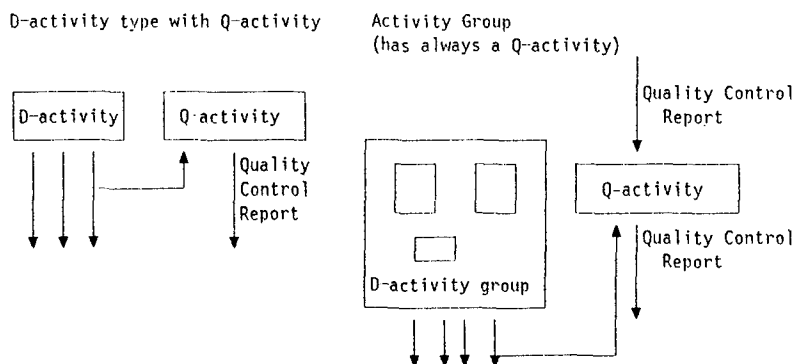 D-activity type with Q-activity
Activity Group
(has always a Q-activity)
Quality Control
Report
D-activity
Q-activity
Quality
Control
Report
Q-activity
Quality Control
Report
D-activity group